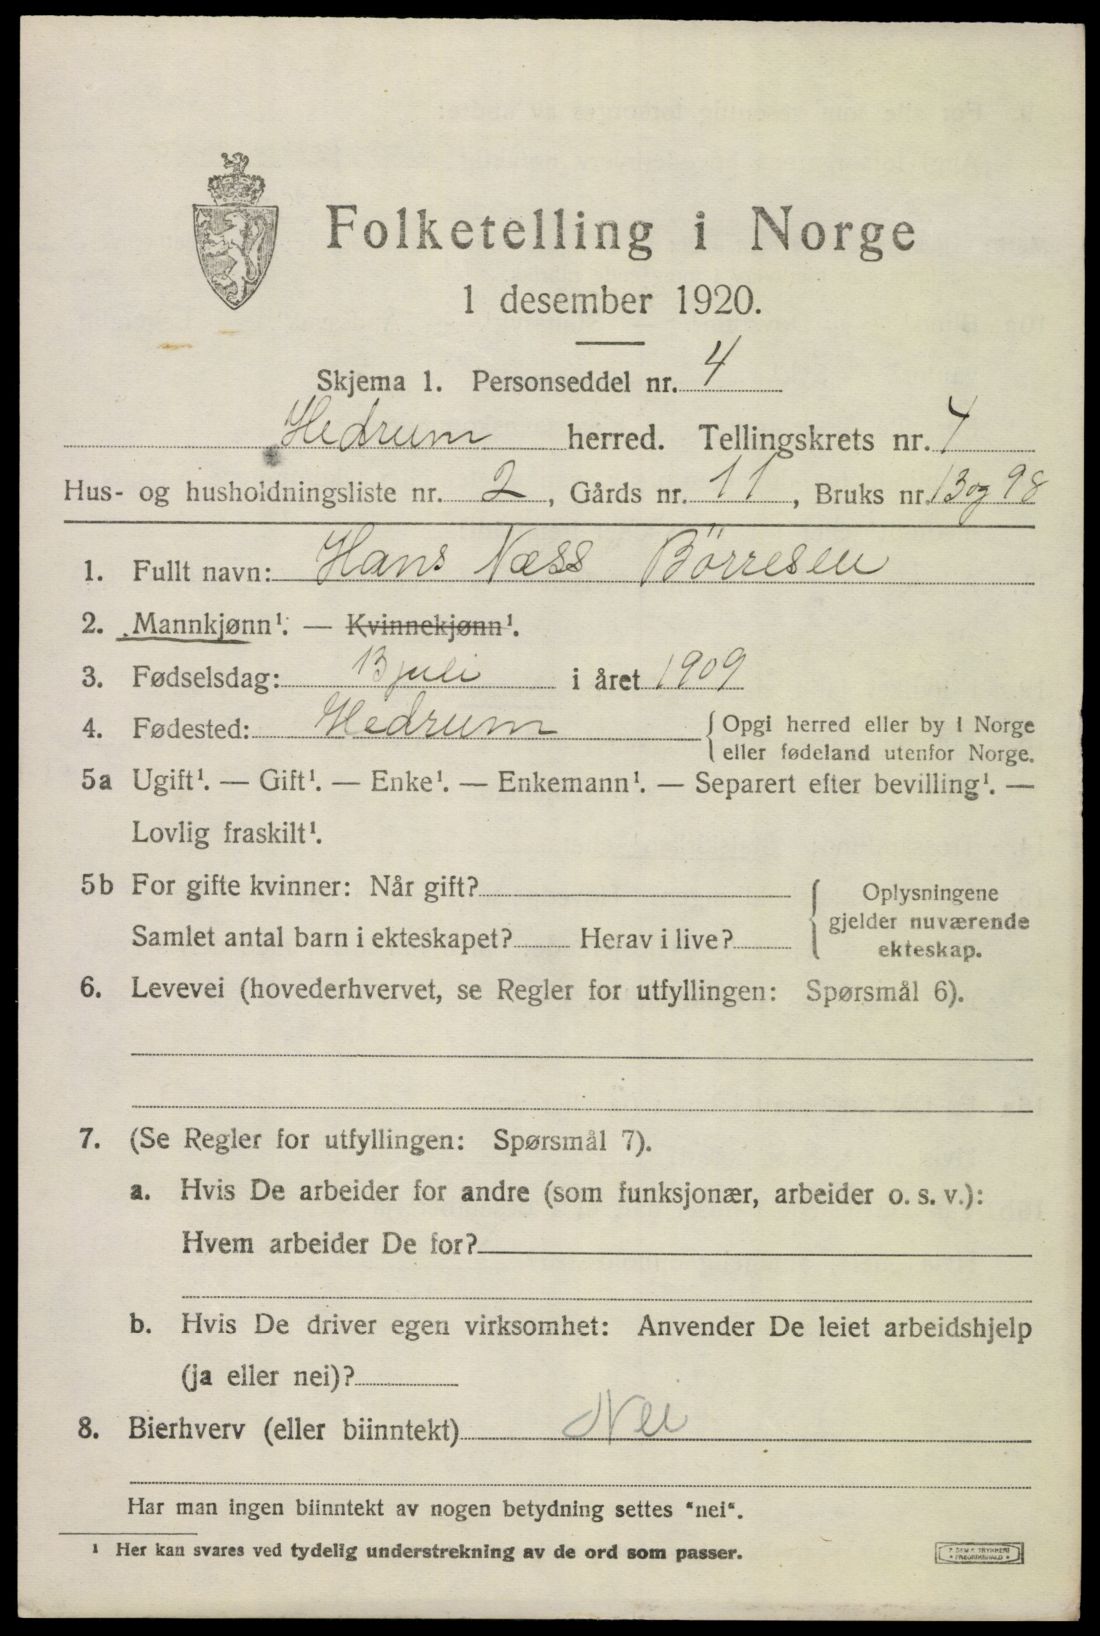 Folketelling i Norge
1 desember 1920.
Skjema 1. Personseddel nr. 4
Hedrum herred. Tellingskrets nr. 4
Hus- og husholdningsliste nr. 2, Gårds nr. 11, Bruks nr. 13 og 98
1. Fullt navn: Hans Næss Börresen
2. Mannkjønn¹. — Kvinnekjønn¹.
3. Fødselsdag: 13 juli i året 1909
4. Fødested: Hedrum { Opgi herred eller by i Norge
eller fødeland utenfor Norge.
5a Ugift¹. — Gift¹. — Enke¹. — Enkemann¹. — Separert efter bevilling¹. —
Lovlig fraskilt¹.
5b For gifte kvinner: Når gift? { Oplysningene
gjelder nuværende
Samlet antal barn i ekteskapet? Herav i live?
ekteskap.
6. Levevei (hovederhvervet, se Regler for utfyllingen: Spørsmål 6).
7. (Se Regler for utfyllingen: Spørsmål 7).
a. Hvis De arbeider for andre (som funksjonær, arbeider o. s. v.):
Hvem arbeider De for?
b. Hvis De driver egen virksomhet: Anvender De leiet arbeidshjelp
(ja eller nei)?
8. Bierhverv (eller biinntekt) Nei
Har man ingen biinntekt av nogen betydning settes "nei".
¹ Her kan svares ved tydelig understrekning av de ord som passer.